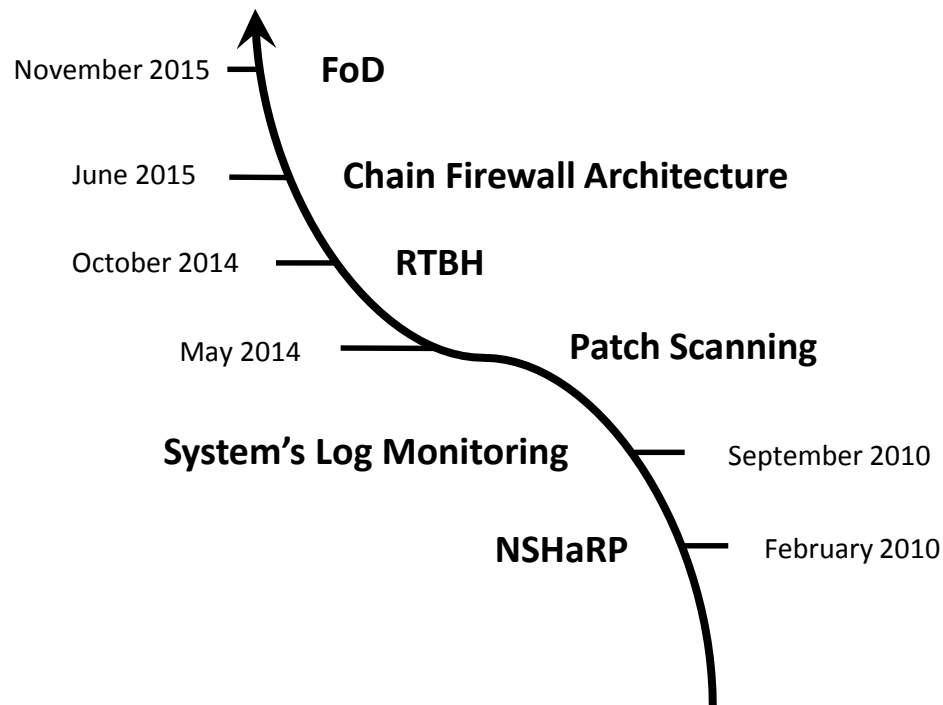 November 2015
FoD
June 2015
Chain Firewall Architecture
October 2014
RTBH
May 2014
Patch Scanning
System’s Log Monitoring
September 2010
NSHaRP
February 2010